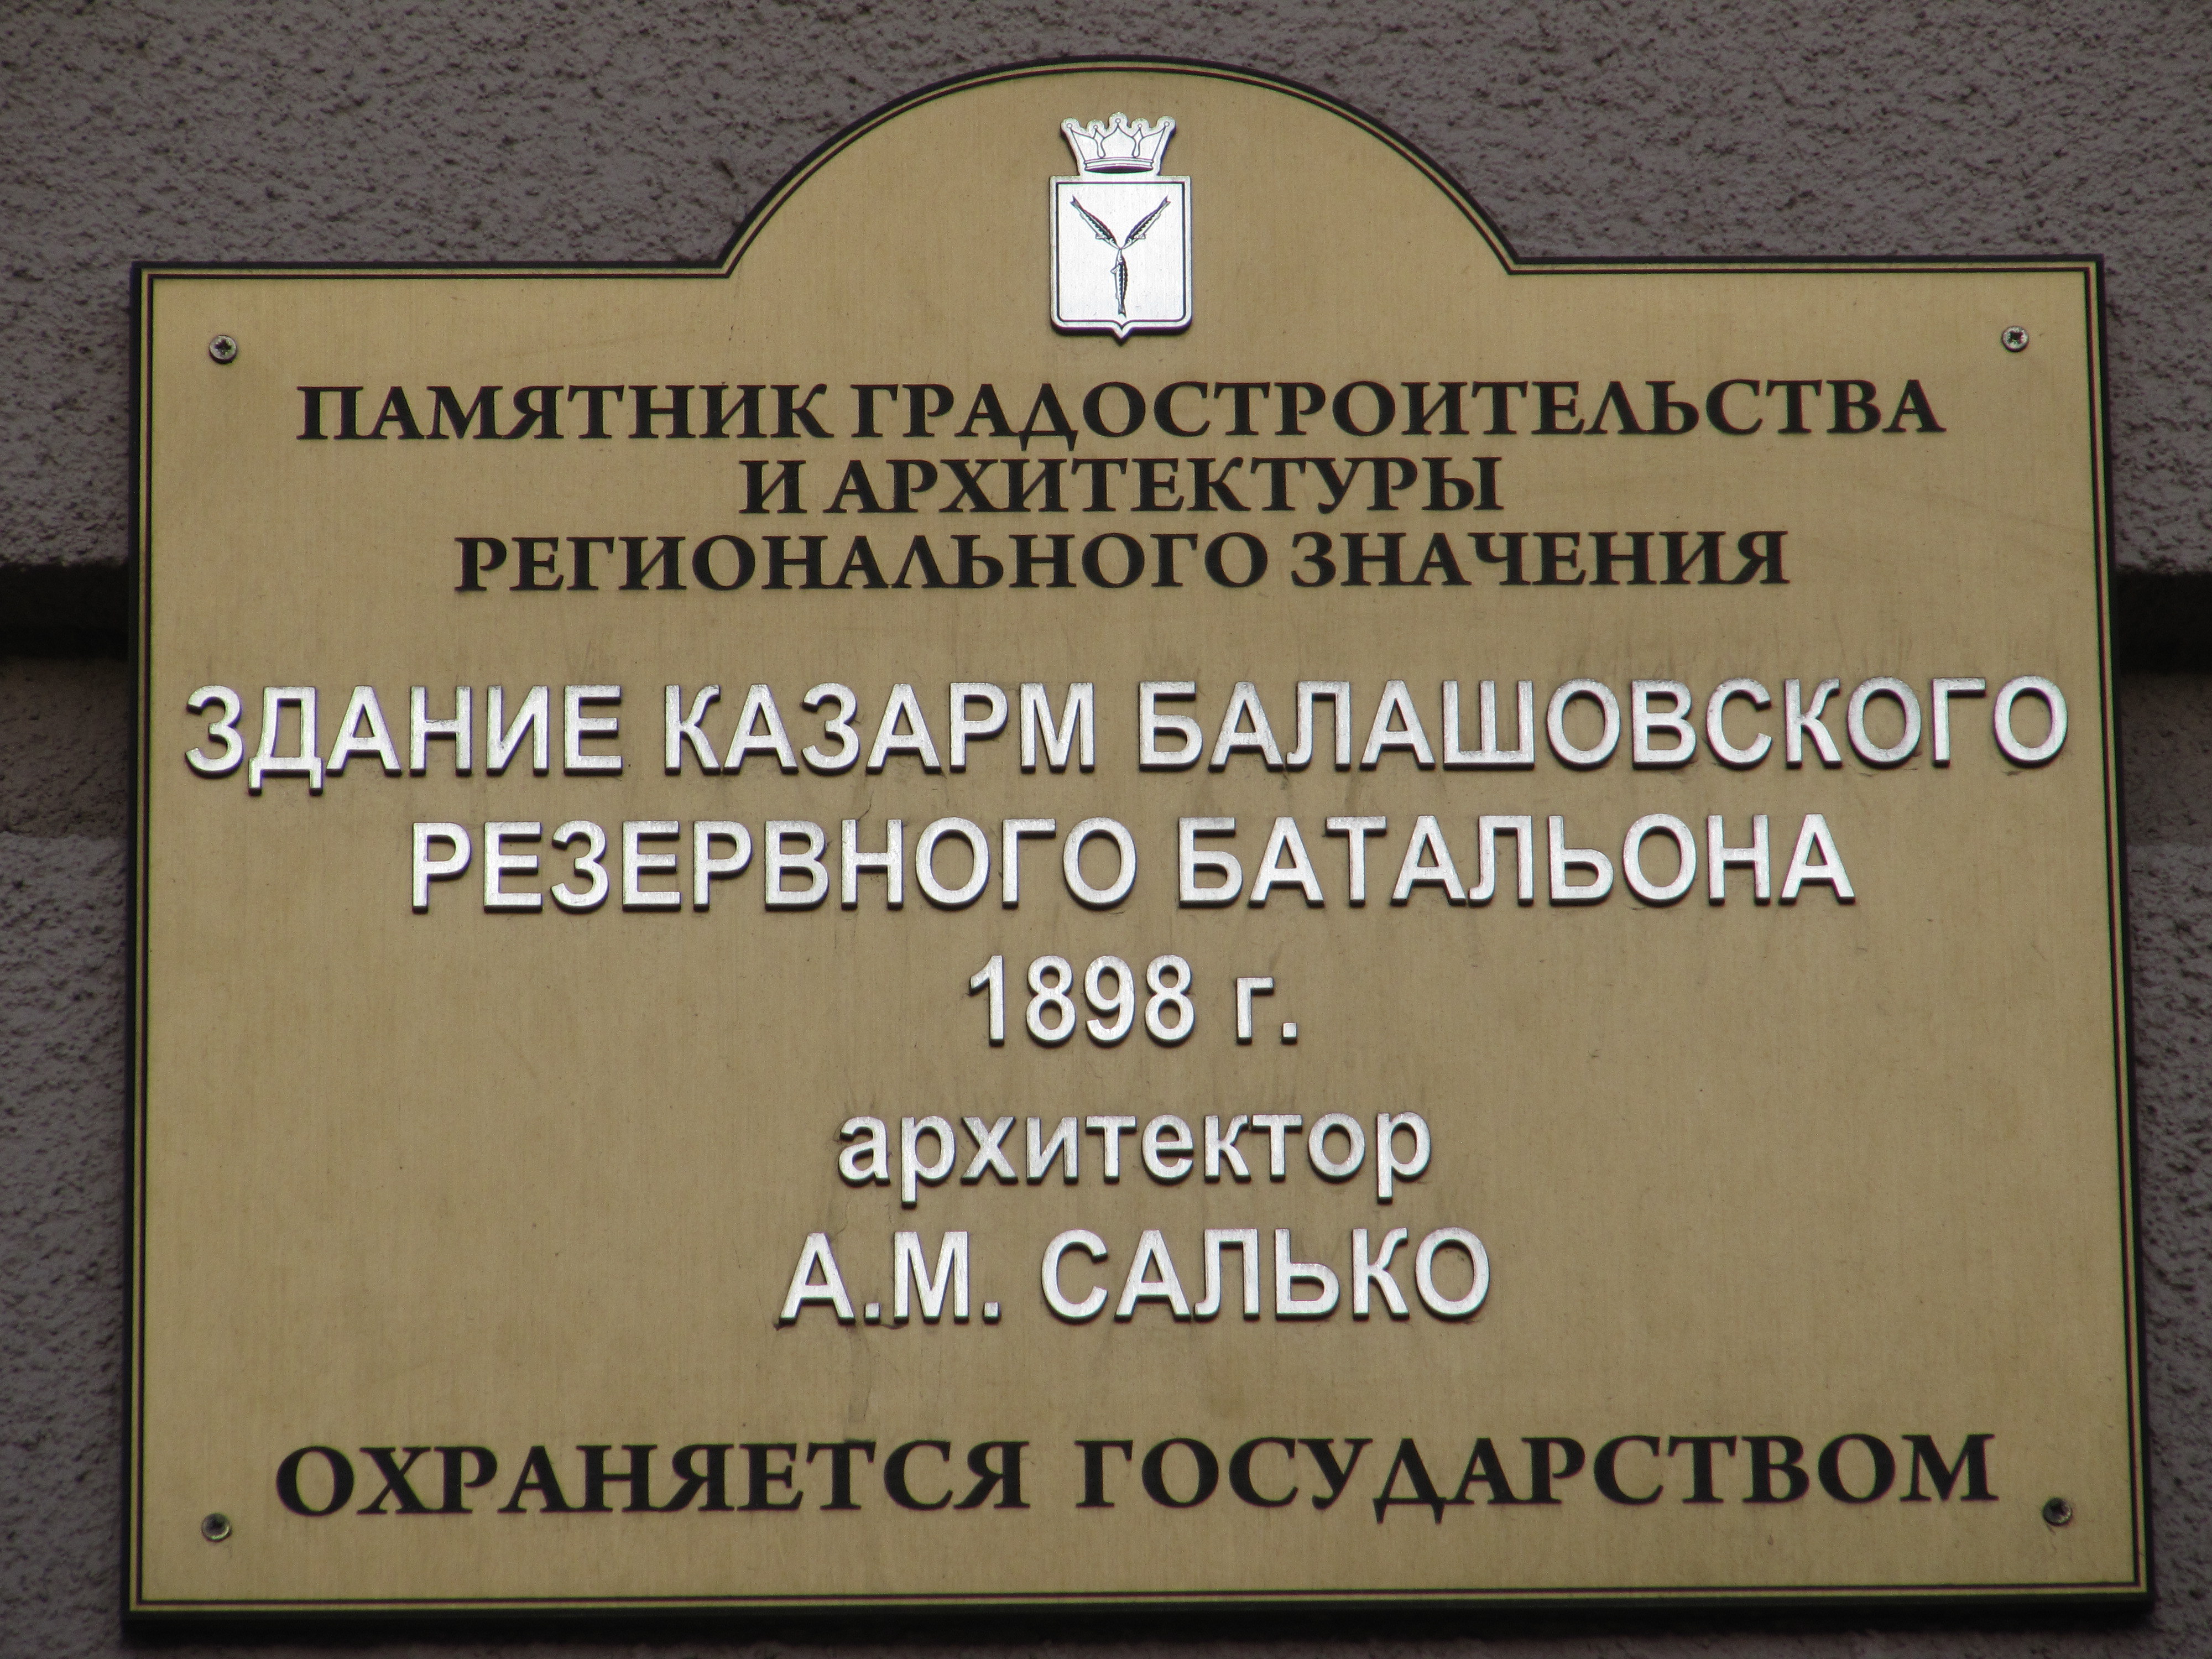 ПАМЯТНИК ГРАДОСТРОИТЕЛЬСТВА
И АРХИТЕКТУРЫ
РЕГИОНАЛЬНОГО ЗНАЧЕНИЯ
ЗДАНИЕ КАЗАРМ БАЛАШОВСКОГО
РЕЗЕРВНОГО БАТАЛЬОНА
1898 г.
архитектор
А.М. САЛЬКО
ОХРАНЯЕТСЯ ГОСУДАРСТВОМ